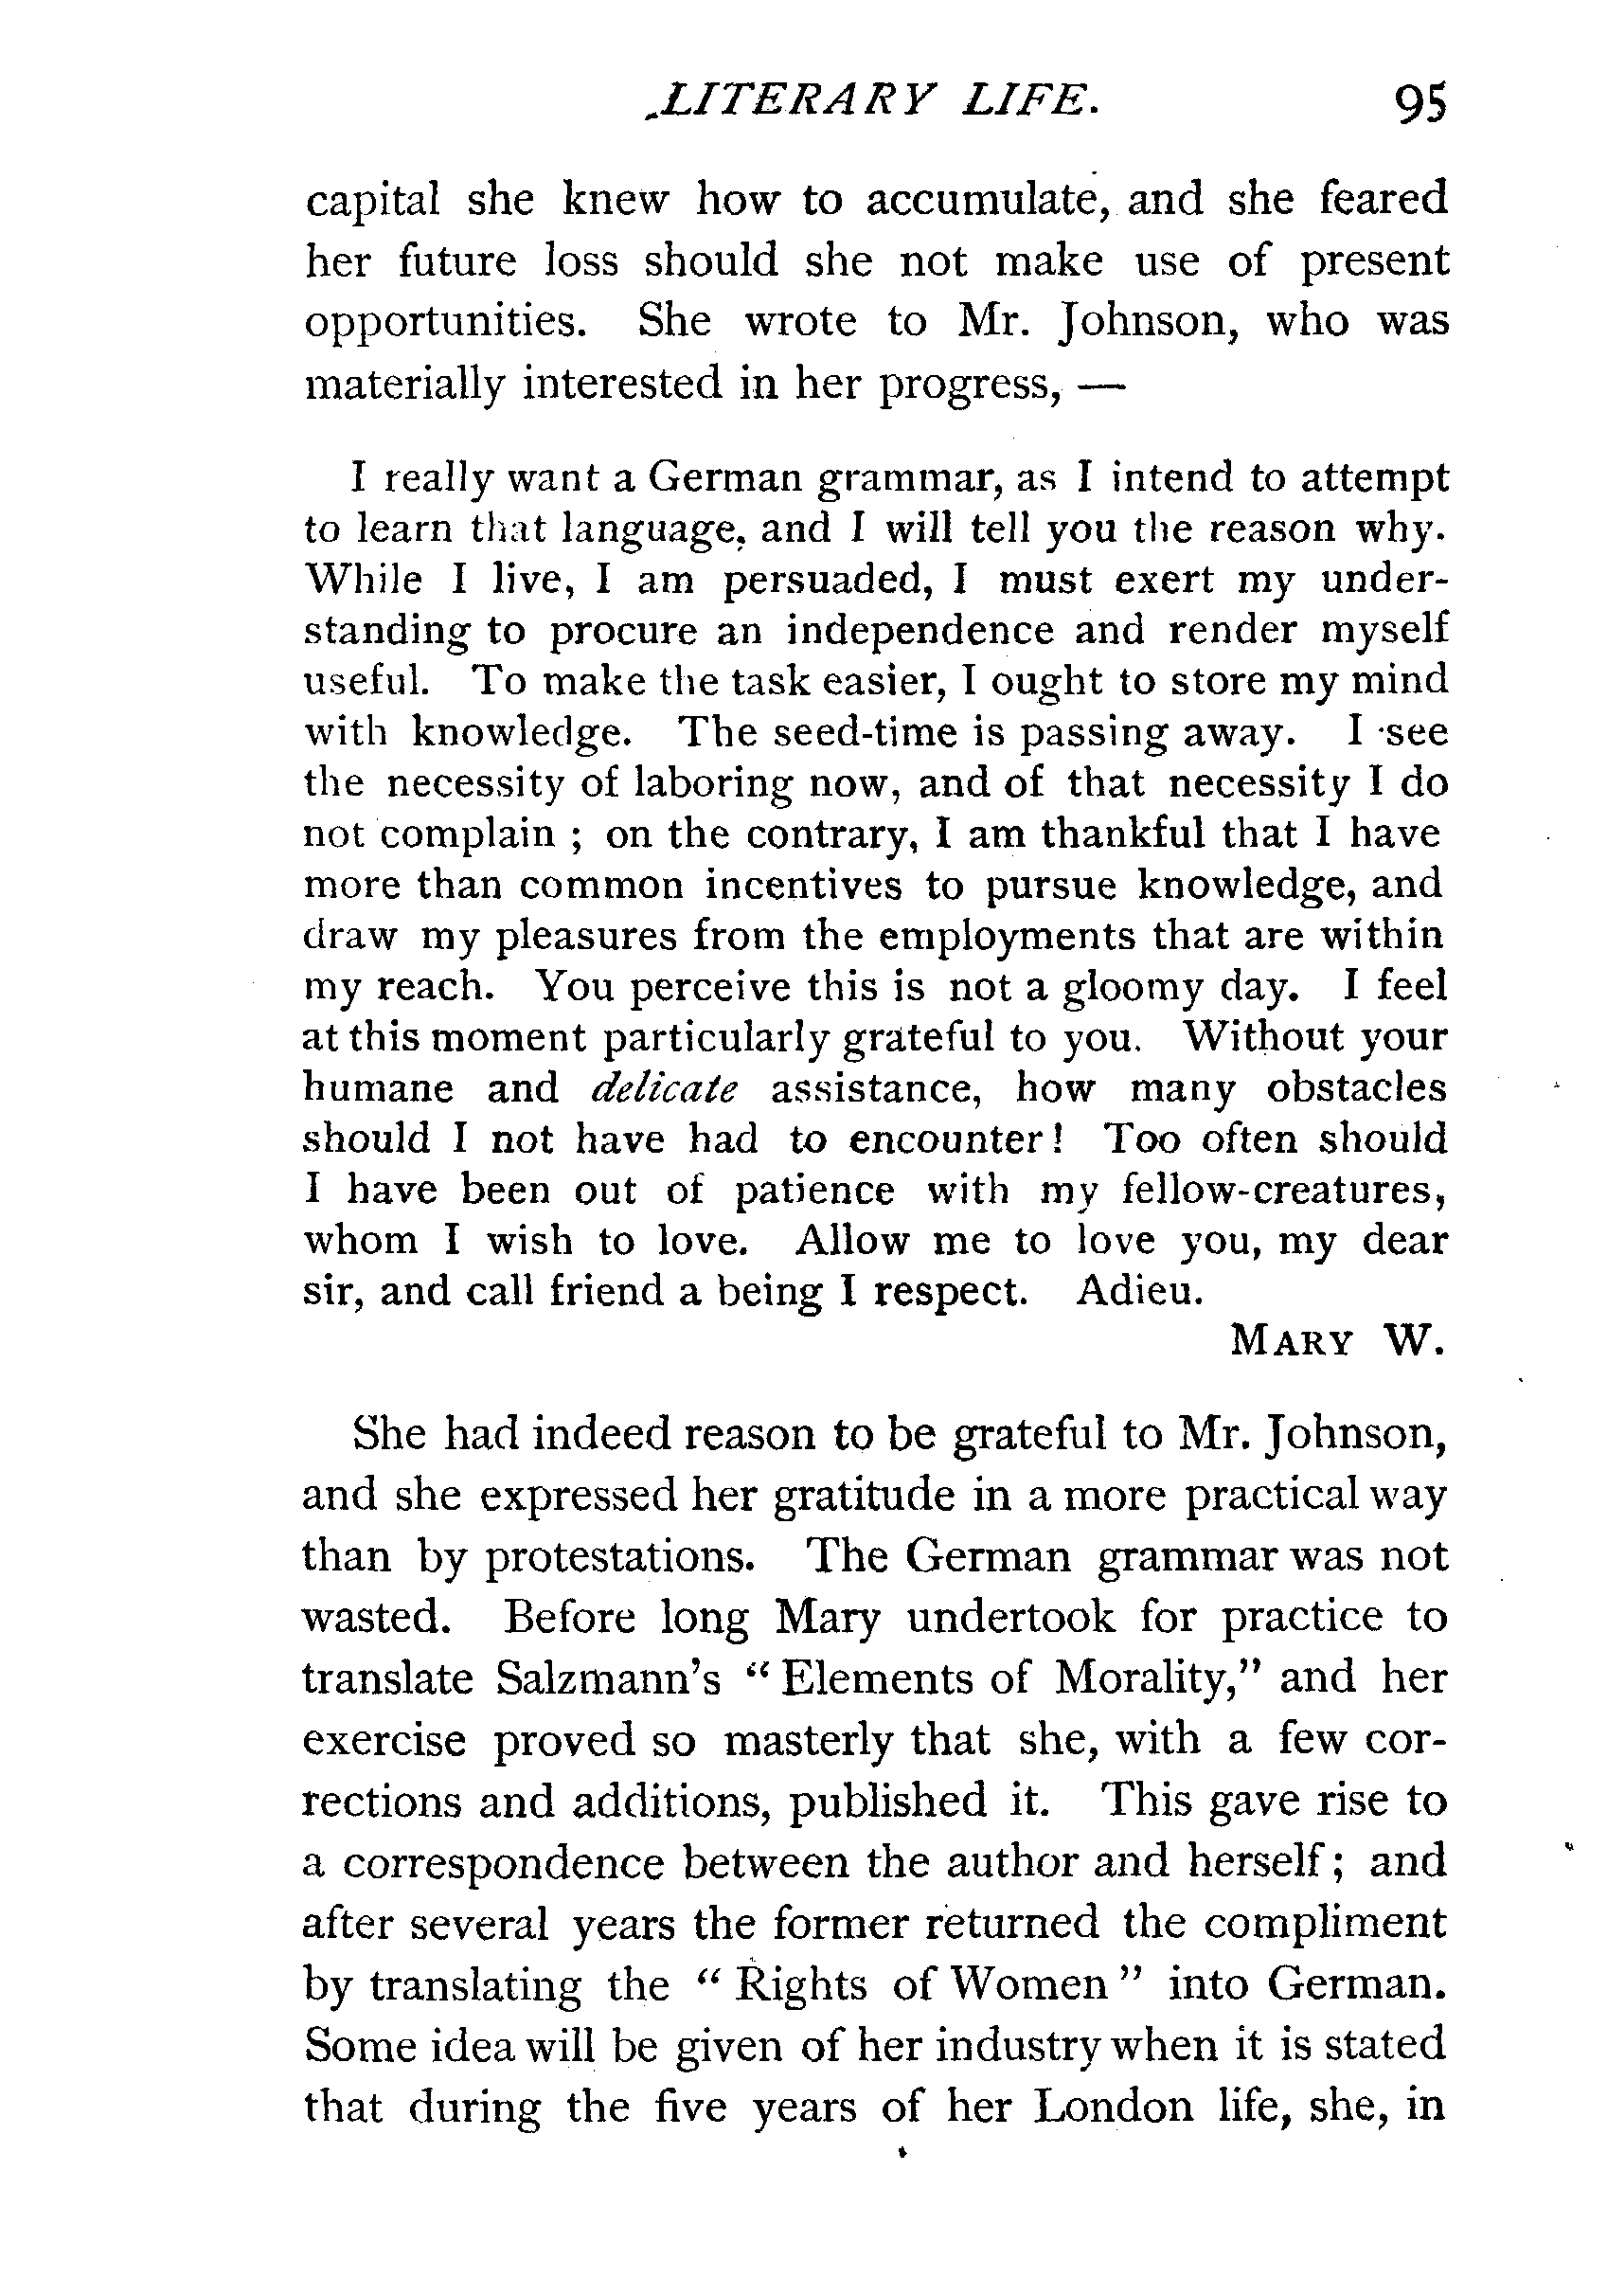 LITERARY LIFE. 95
capital she knew how to accumulate, and she feared
her future loss should she not make use of present
opportunities. She wrote to Mr. Johnson, who was
materially interested in her progress, —
I really want a German grammar, as I intend to attempt
to learn that language, and I will tell you the reason why.
While I live, I am persuaded, I must exert my under-
standing to procure an independence and render myself
useful. To make the task easier, I ought to store my mind
with knowledge. The seed-time is passing away. I see
the necessity of laboring now, and of that necessity I do
not complain ; on the contrary, I am thankful that I have
more than common incentives to pursue knowledge, and
draw my pleasures from the employments that are within
my reach. You perceive this is not a gloomy day. I feel
at this moment particularly grateful to you. Without your
humane and delicate assistance, how many obstacles
should I not have had to encounter! Too often should
I have been out of patience with my fellow-creatures,
whom I wish to love. Allow me to love you, my dear
sir, and call friend a being I respect. Adieu.
MARY W.
She had indeed reason to be grateful to Mr. Johnson,
and she expressed her gratitude in a more practical way
than by protestations. The German grammar was not
wasted. Before long Mary undertook for practice to
translate Salzmann's “ Elements of Morality,” and her
exercise proved so masterly that she, with a few cor-
rections and additions, published it. This gave rise to
a correspondence between the author and herself ; and
after several years the former returned the compliment
by translating the “ Rights of Women ” into German.
Some idea will be given of her industry when it is stated
that during the five years of her London life, she, in